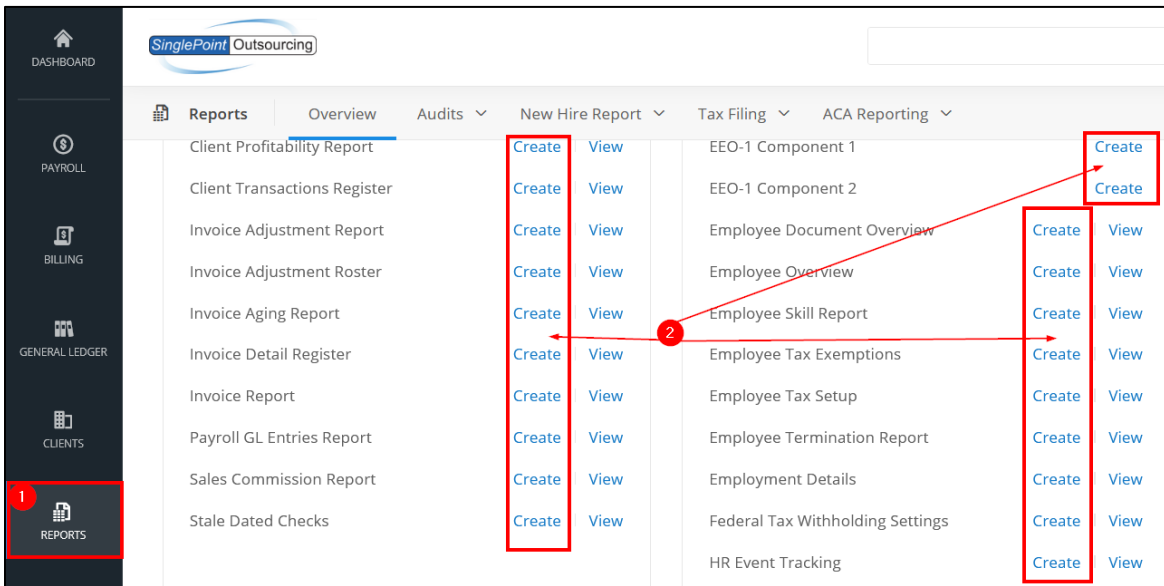 DASHBOARD
PAYROLL
BILLING
GENERAL LEDGER
CLIENTS
1
REPORTS
SinglePoint Outsourcing
Reports Overview Audits New Hire Report Tax Filing ACA Reporting
Client Profitability Report Create View
Client Transactions Register Create View
Invoice Adjustment Report Create View
Invoice Adjustment Roster Create View
Invoice Aging Report Create View
Invoice Detail Register Create View
Invoice Report Create View
Payroll GL Entries Report Create View
Sales Commission Report Create View
Stale Dated Checks Create View
2
EEO-1 Component 1 Create
EEO-1 Component 2 Create
Employee Document Overview Create View
Employee Overview Create View
Employee Skill Report Create View
Employee Tax Exemptions Create View
Employee Tax Setup Create View
Employee Termination Report Create View
Employment Details Create View
Federal Tax Withholding Settings Create View
HR Event Tracking Create View